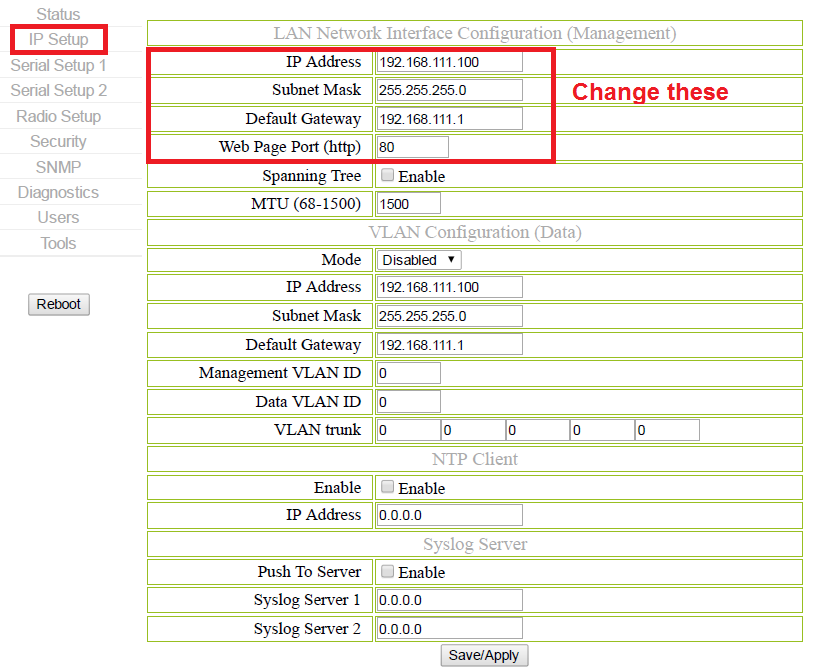 Status
IP Setup
Serial Setup 1
Serial Setup 2
Radio Setup
Security
SNMP
Diagnostics
Users
Tools
Reboot
LAN Network Interface Configuration (Management)
IP Address 192.168.111.100
Subnet Mask 255.255.255.0
Change these
Default Gateway 192.168.111.1
Web Page Port (http) 80
Spanning Tree Enable
MTU (68-1500) 1500
VLAN Configuration (Data)
Mode Disabled
IP Address 192.168.111.100
Subnet Mask 255.255.255.0
Default Gateway 192.168.111.1
Management VLAN ID 0
Data VLAN ID 0
VLAN trunk 0 0 0 0 0
NTP Client
Enable Enable
IP Address 0.0.0.0
Syslog Server
Push To Server Enable
Syslog Server 1 0.0.0.0
Syslog Server 2 0.0.0.0
Save/Apply